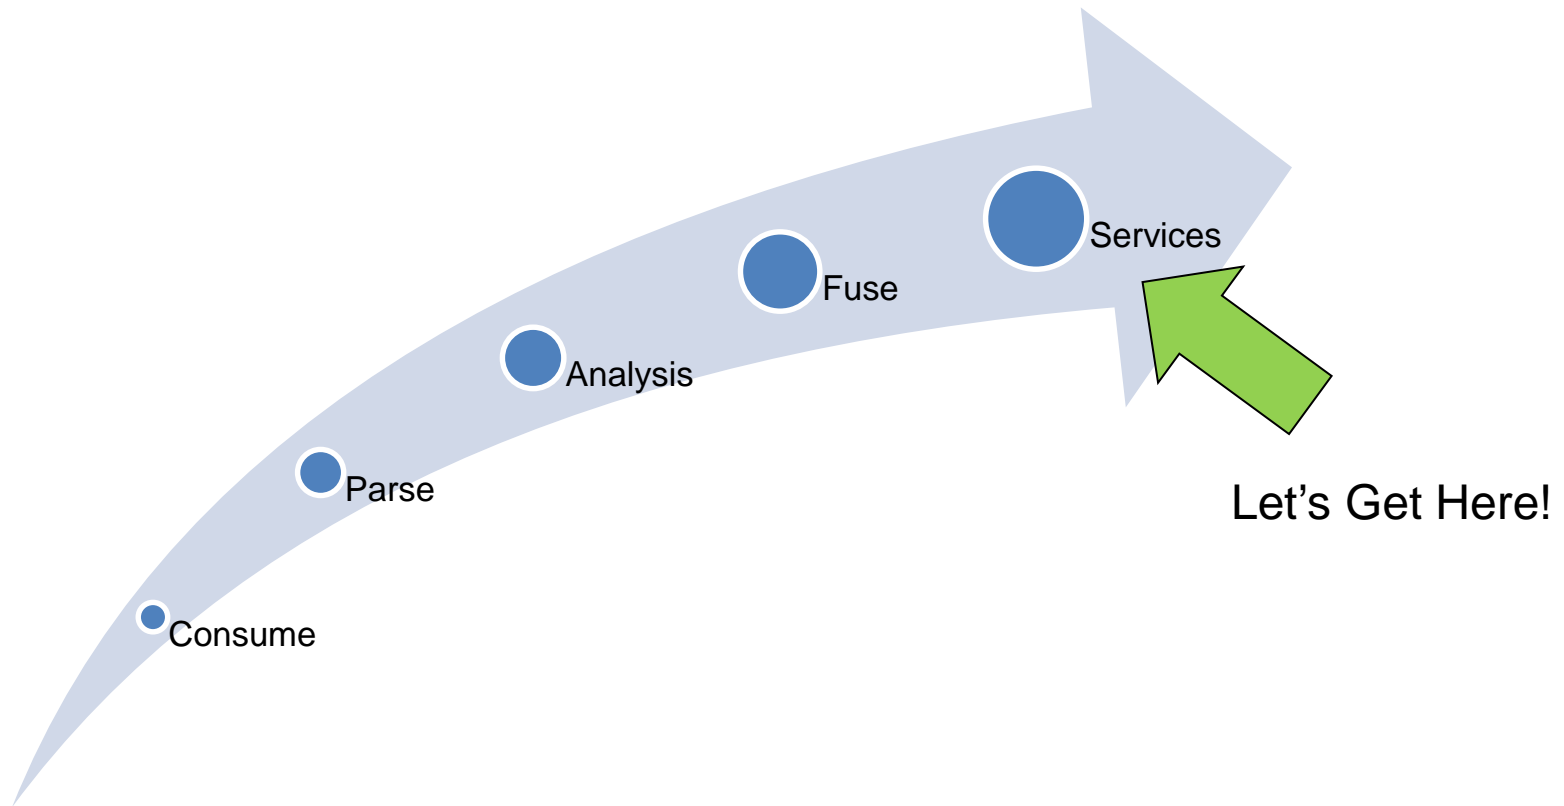 Services
Fuse
Analysis
Parse
Consume
Let’s Get Here!